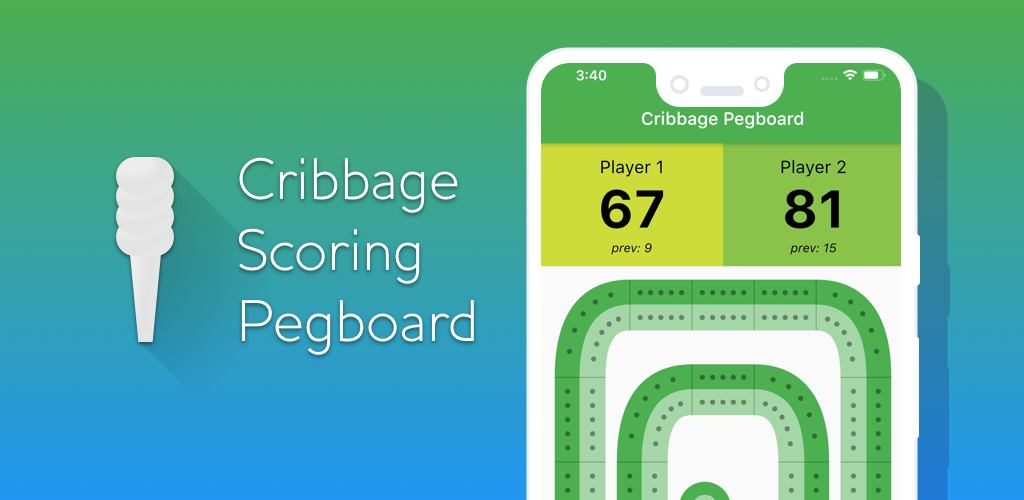 Cribbage
Scoring
Pegboard
3:40
Cribbage Pegboard
Player 1
67
prev: 9
Player 2
81
prev: 15